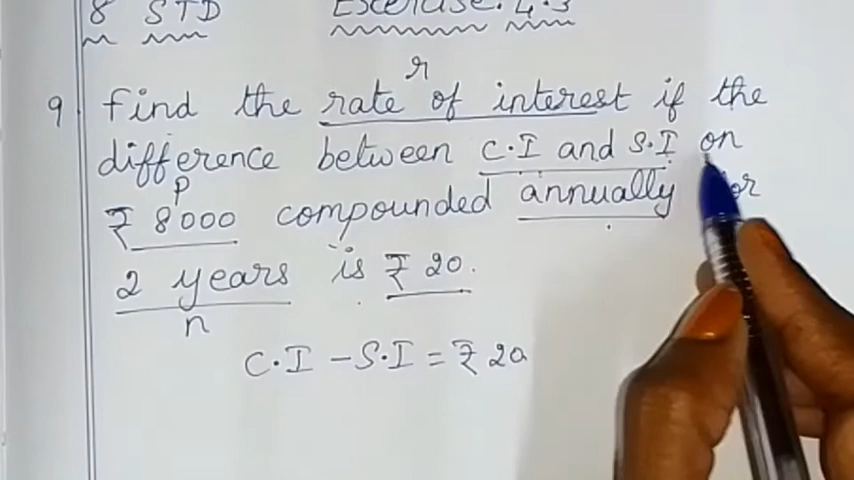 8 STD Excercise: 4.3
r
9 find the rate of interest if the
difference between C.I and S.I on
P
₹ 8000 compounded annually for
2 years is ₹ 20.
n
C.I - S.I = ₹ 20